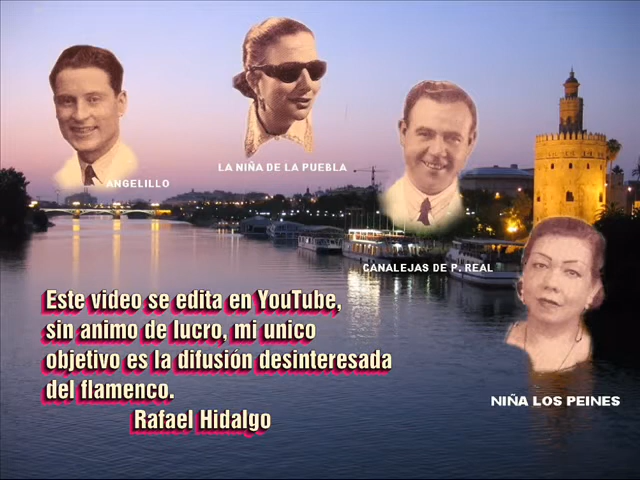 LA NIÑA DE LA PUEBLA
ANGELILLO
CANALEJAS DE P. REAL
Este video se edita en YouTube,
sin animo de lucro, mi unico
objetivo es la difusión desinteresada
del flamenco.
Rafael Hidalgo
NIÑA LOS PEINES